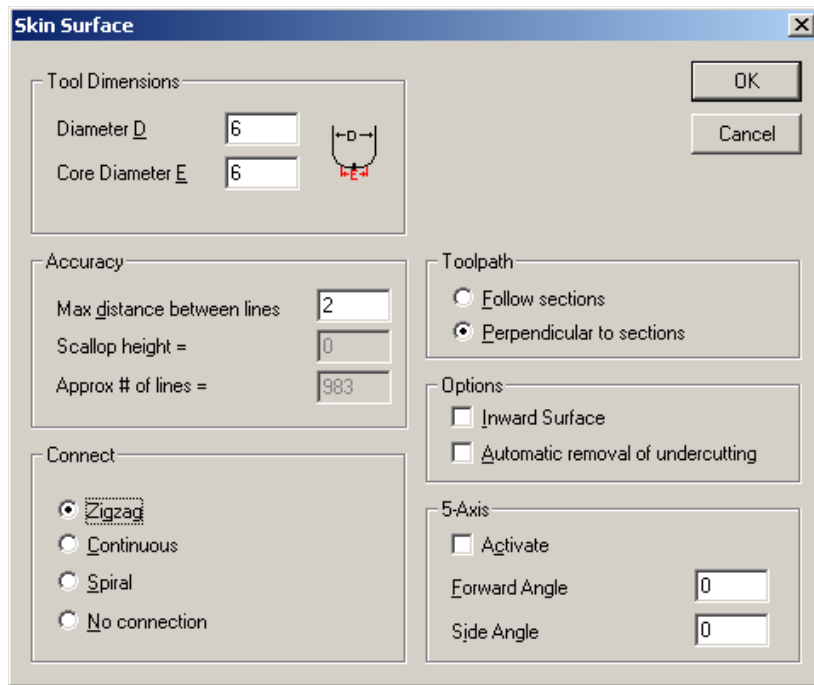 Skin Surface
Tool Dimensions
Diameter D
6
Core Diameter E
6
D
E
OK
Cancel
Accuracy
Max distance between lines
2
Scallop height =
0
Approx # of lines =
983
Toolpath
Follow sections
Perpendicular to sections
Options
Inward Surface
Automatic removal of undercutting
Connect
Zigzag
Continuous
Spiral
No connection
5-Axis
Activate
Forward Angle
0
Side Angle
0